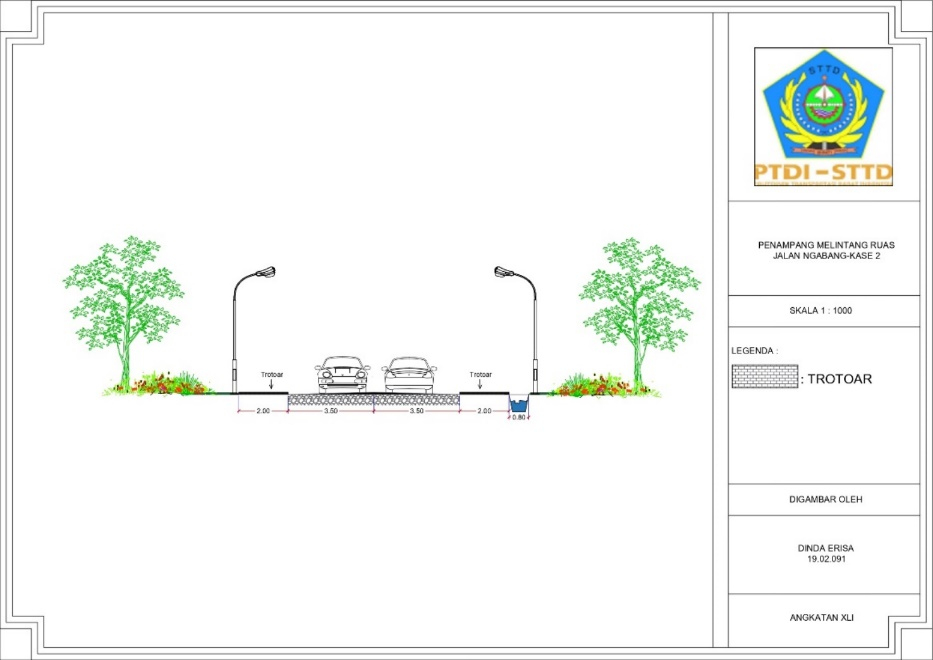 STTD
PTDI-STTD
PENAMPANG MELINTANG RUAS
JALAN NGABANG-KASE 2
SKALA 1 : 1000
LEGENDA :
: TROTOAR
Trotoar
Trotoar
2.00
3.50
3.50
2.00
0.80
DIGAMBAR OLEH
DINDA ERISA
19.02.091
ANGKATAN XLI